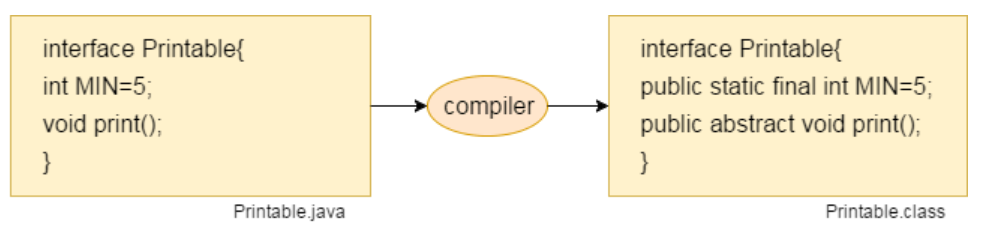 interface Printable{
int MIN=5;
void print();
}
Printable.java
compiler
interface Printable{
public static final int MIN=5;
public abstract void print();
}
Printable.class